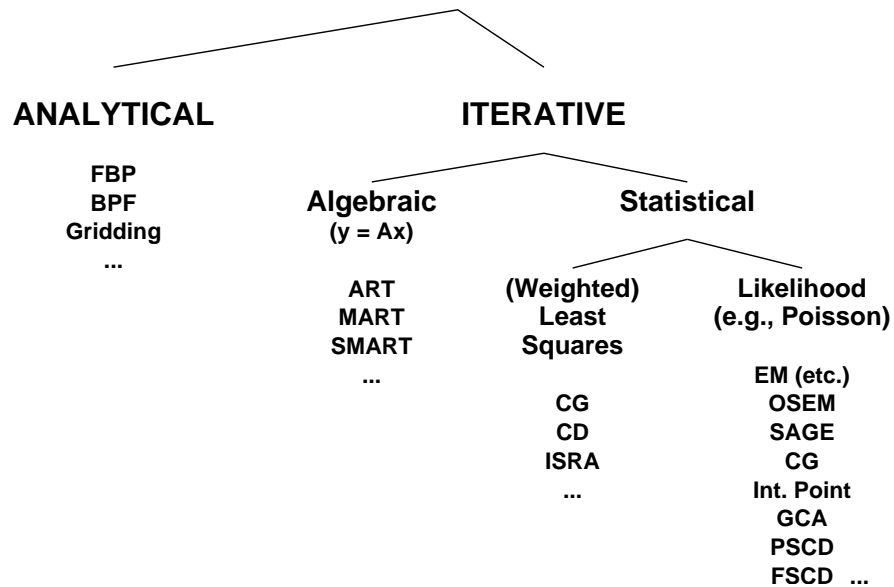 ANALYTICAL
FBP
BPF
Gridding
...
ITERATIVE
Algebraic
(y = Ax)
ART
MART
SMART
...
Statistical
(Weighted)
Least
Squares
CG
CD
ISRA
...
Likelihood
(e.g., Poisson)
EM (etc.)
OSEM
SAGE
CG
Int. Point
GCA
PSCD
FSCD ...